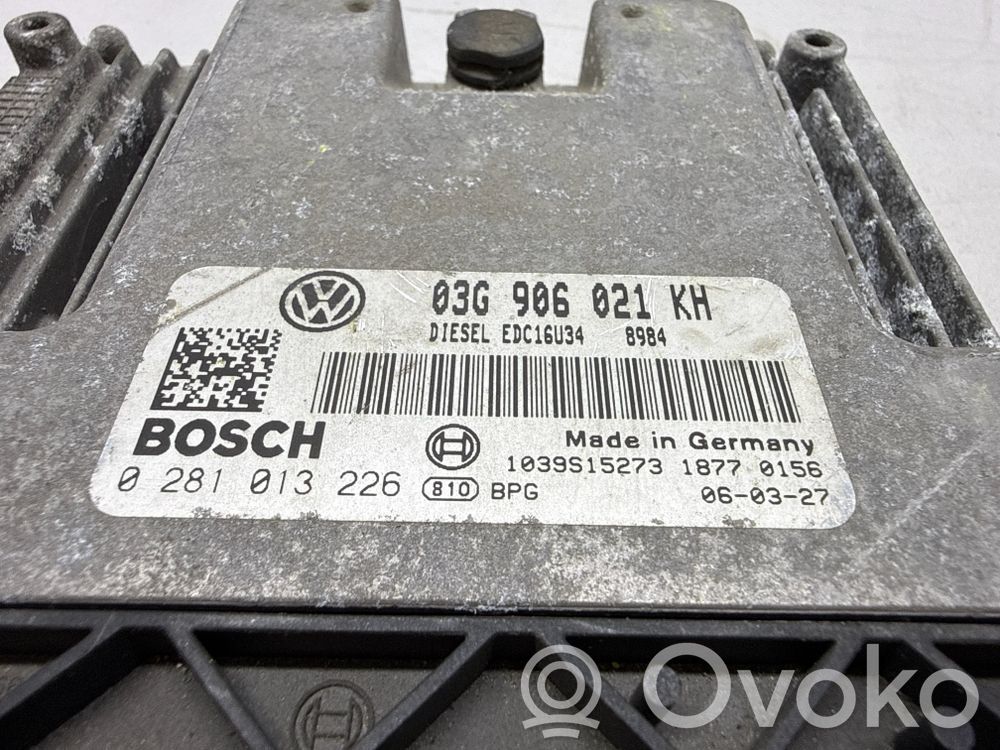 03G 906 021 KH
DIESEL EDC16U34 8984
BOSCH
Made in Germany
1039S15273 1877 0156
0 281 013 226 810 BPG 06-03-27
Ovoko